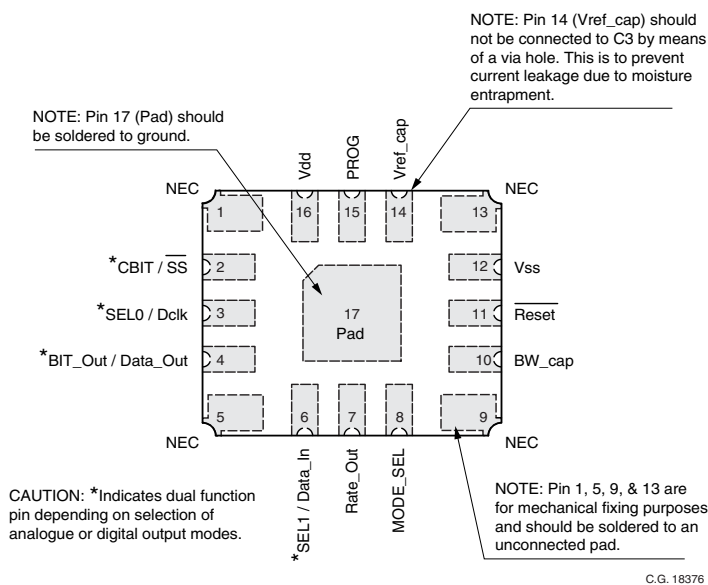 NOTE: Pin 14 (Vref_cap) should
not be connected to C3 by means
of a via hole. This is to prevent
current leakage due to moisture
entrapment.
NOTE: Pin 17 (Pad) should
be soldered to ground.
Vdd
PROG
Vref_cap
NEC
NEC
1
16
15
14
13
*CBIT / SS
2
12
Vss
*SEL0 / Dclk
3
17
Pad
11
Reset
*BIT_Out / Data_Out
4
10
BW_cap
5
6
7
8
9
NEC
NEC
*SEL1 / Data_In
Rate_Out
MODE_SEL
CAUTION: *Indicates dual function
pin depending on selection of
analogue or digital output modes.
NOTE: Pin 1, 5, 9, & 13 are
for mechanical fixing purposes
and should be soldered to an
unconnected pad.
C.G. 18376